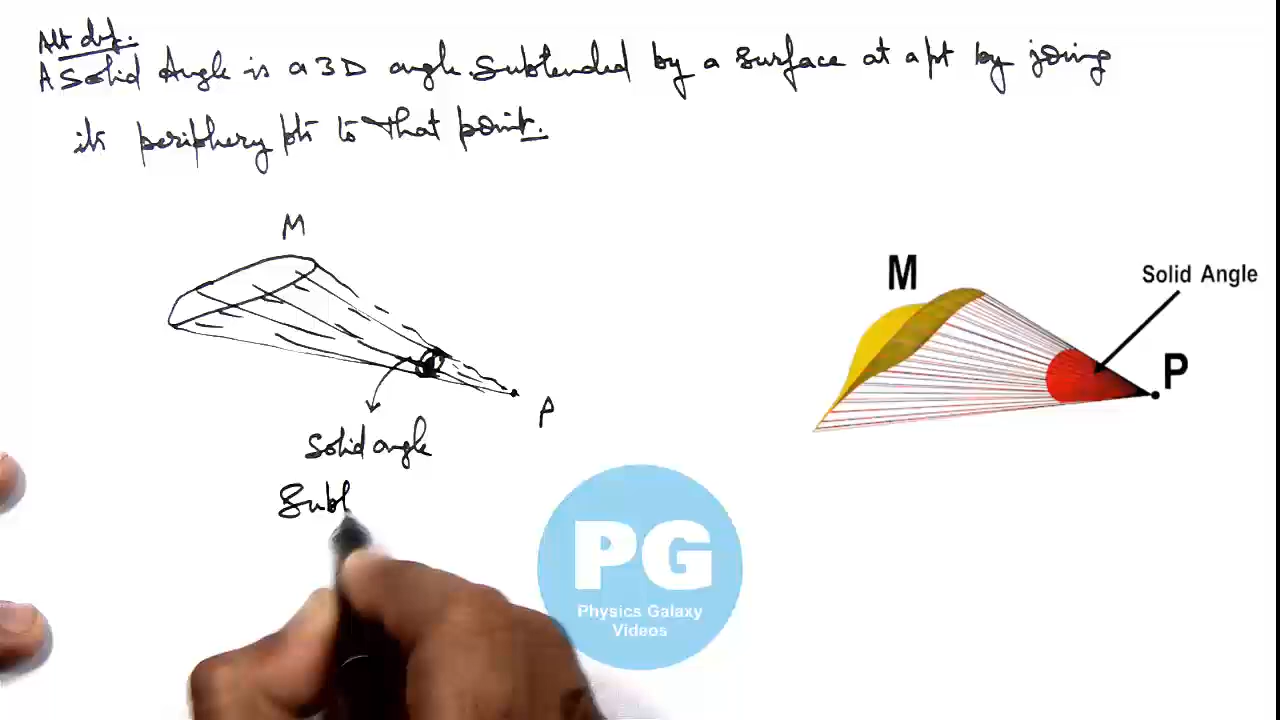 Alt def.
A Solid Angle is a 3D angle subtended by a surface at a pt by joing
its periphery pts to that point.
M
M
Solid Angle
P
P
Solid angle
Subt
PG
Physics Galaxy
Videos